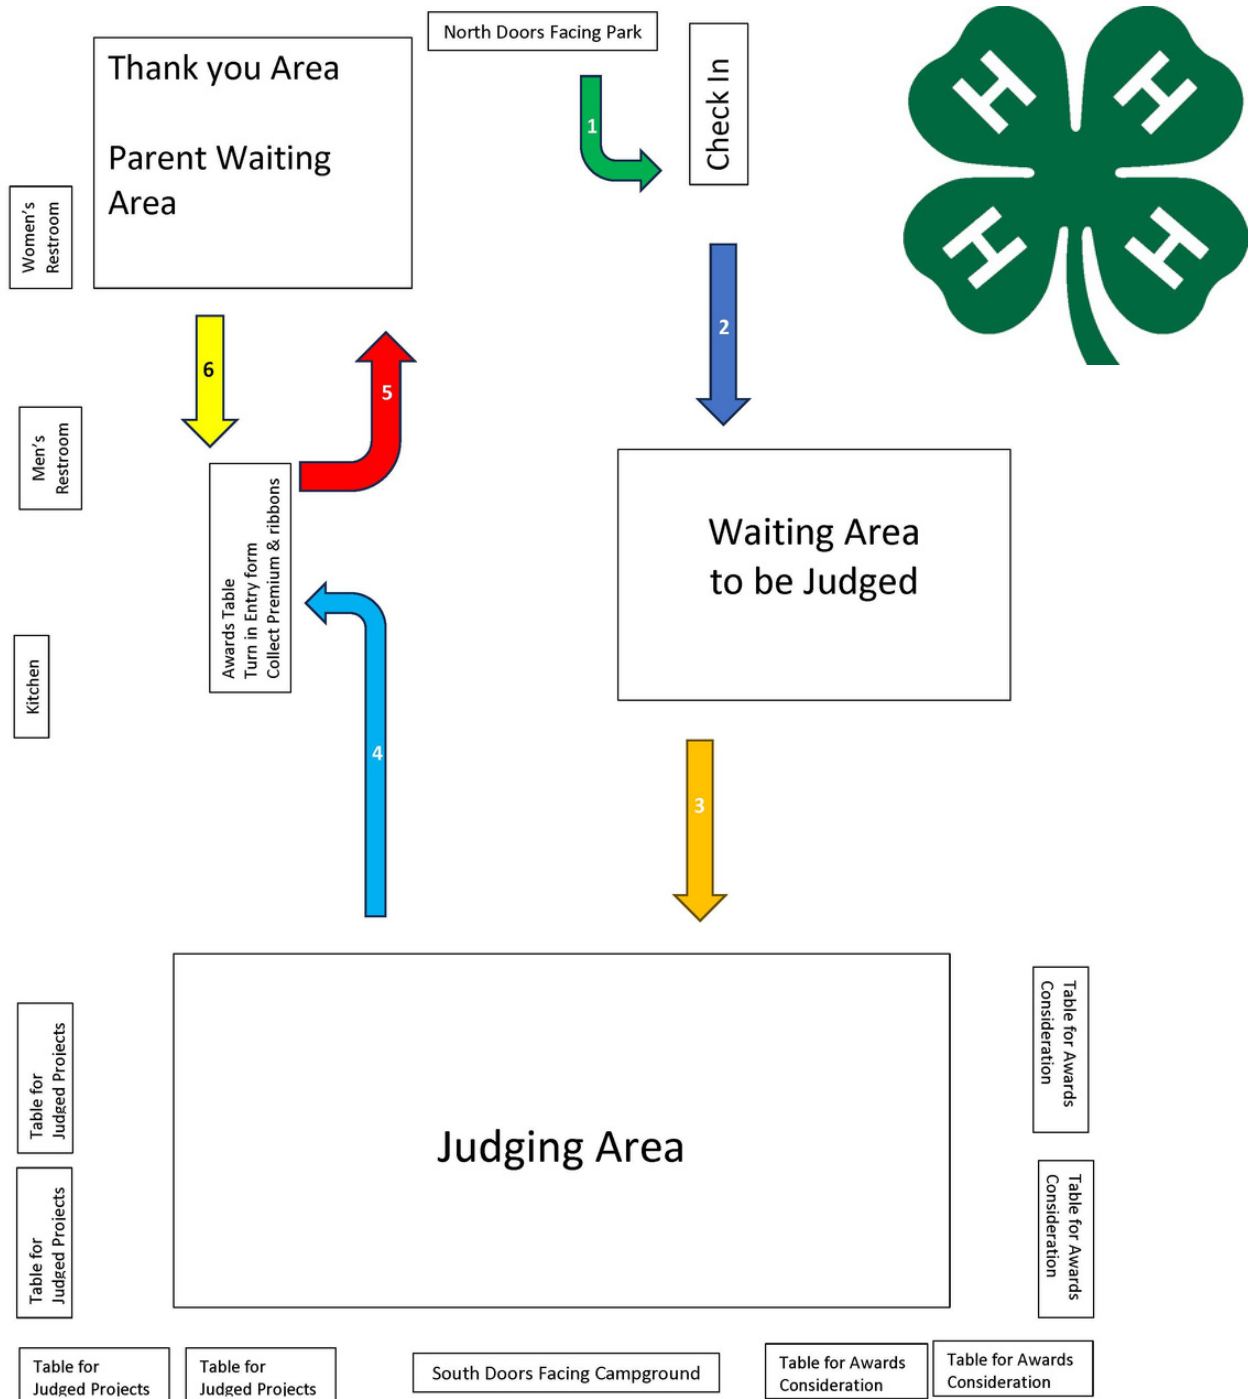 North Doors Facing Park
Thank you Area
Parent Waiting
Area
Check In
H
H
H
H
1
Women's
Restroom
2
6
5
Men's
Restroom
Awards Table
Turn in Entry form
Collect Premium & ribbons
Waiting Area
to be Judged
Kitchen
4
3
Table for
Judged Projects
Judging Area
Table for Awards
Consideration
Table for
Judged Projects
Table for Awards
Consideration
Table for
Judged Projects
Table for
Judged Projects
South Doors Facing Campground
Table for Awards
Consideration
Table for Awards
Consideration